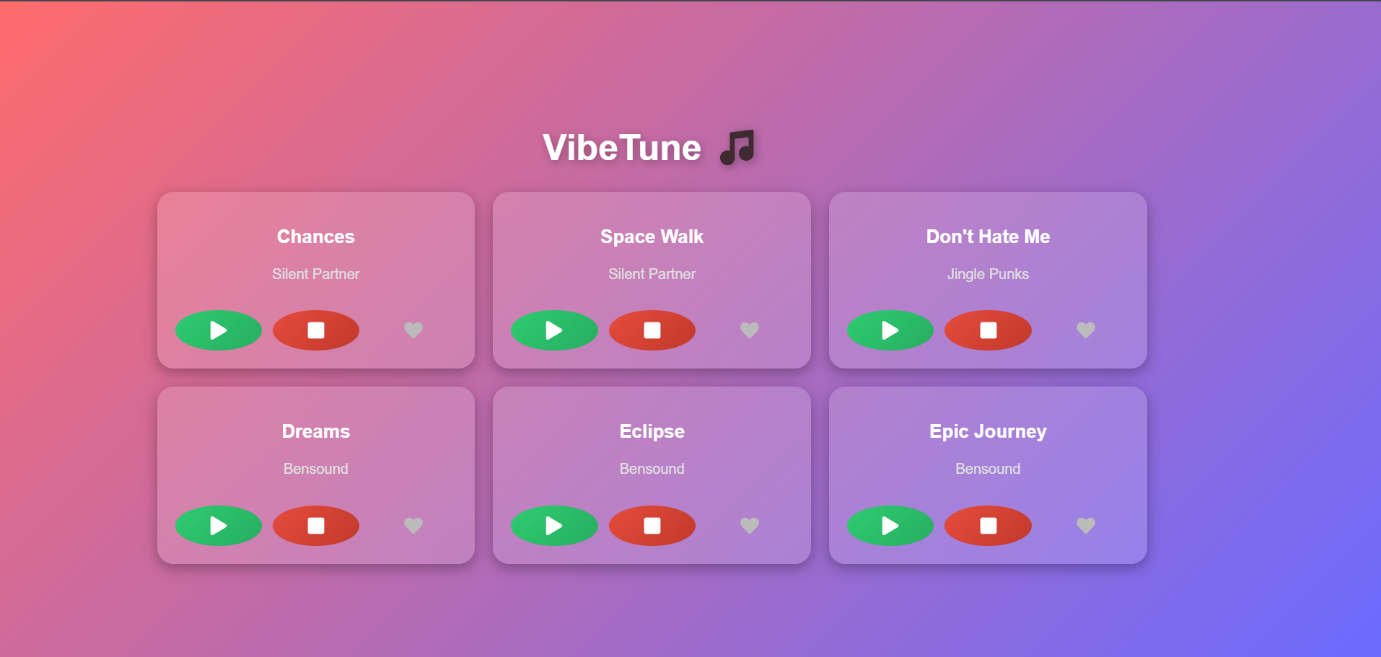 VibeTune
Chances
Silent Partner
Space Walk
Silent Partner
Don't Hate Me
Jingle Punks
Dreams
Bensound
Eclipse
Bensound
Epic Journey
Bensound